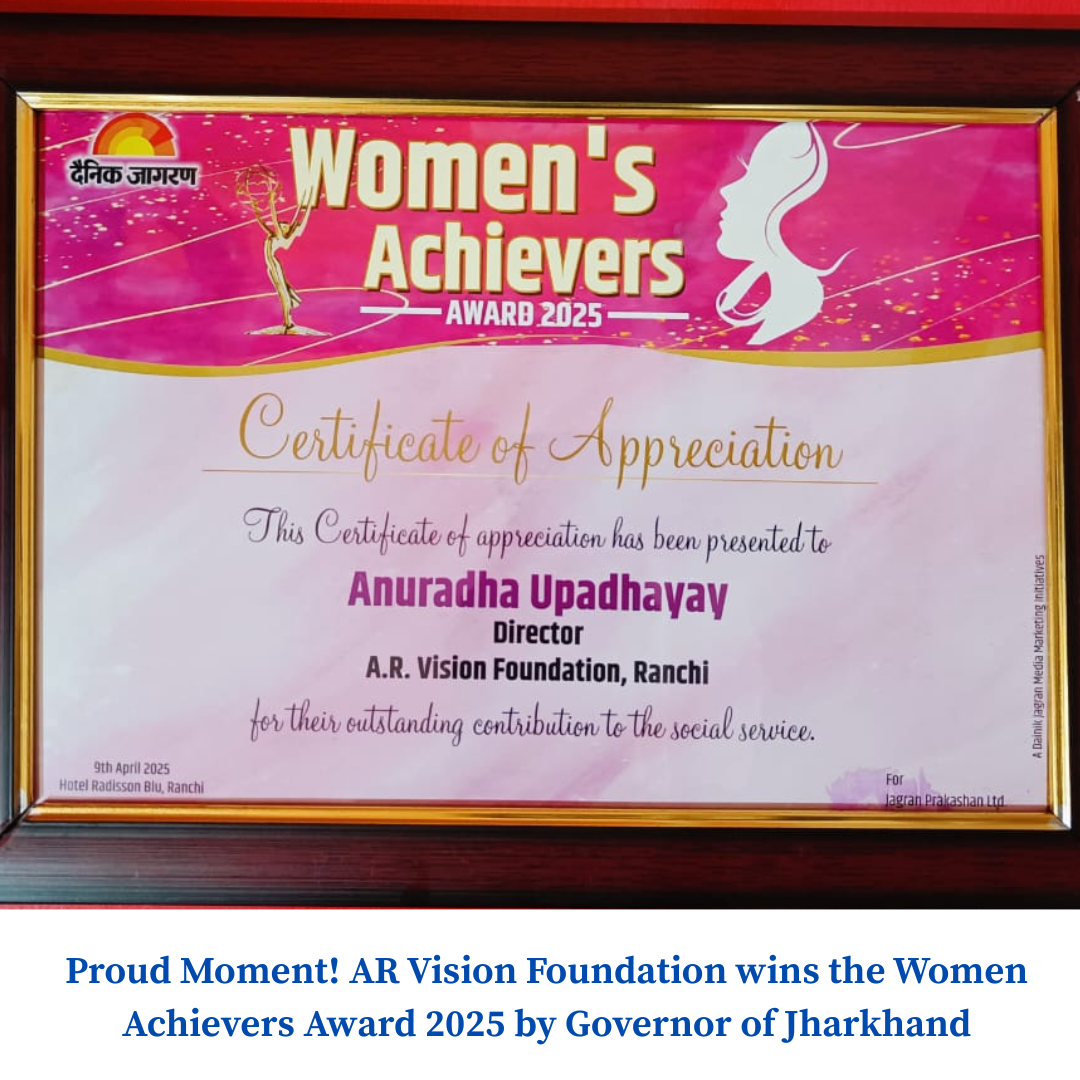 दैनिक जागरण
Women's
Achievers
AWARD 2025
Certificate of Appreciation
This Certificate of appreciation has been presented to
Anuradha Upadhayay
Director
A.R. Vision Foundation, Ranchi
for their outstanding contribution to the social service.
9th April 2025
Hotel Radisson Blu, Ranchi
For
Jagran Prakashan Ltd
A Dainik Jagran Media Marketing Initiatives
Proud Moment! AR Vision Foundation wins the Women
Achievers Award 2025 by Governor of Jharkhand